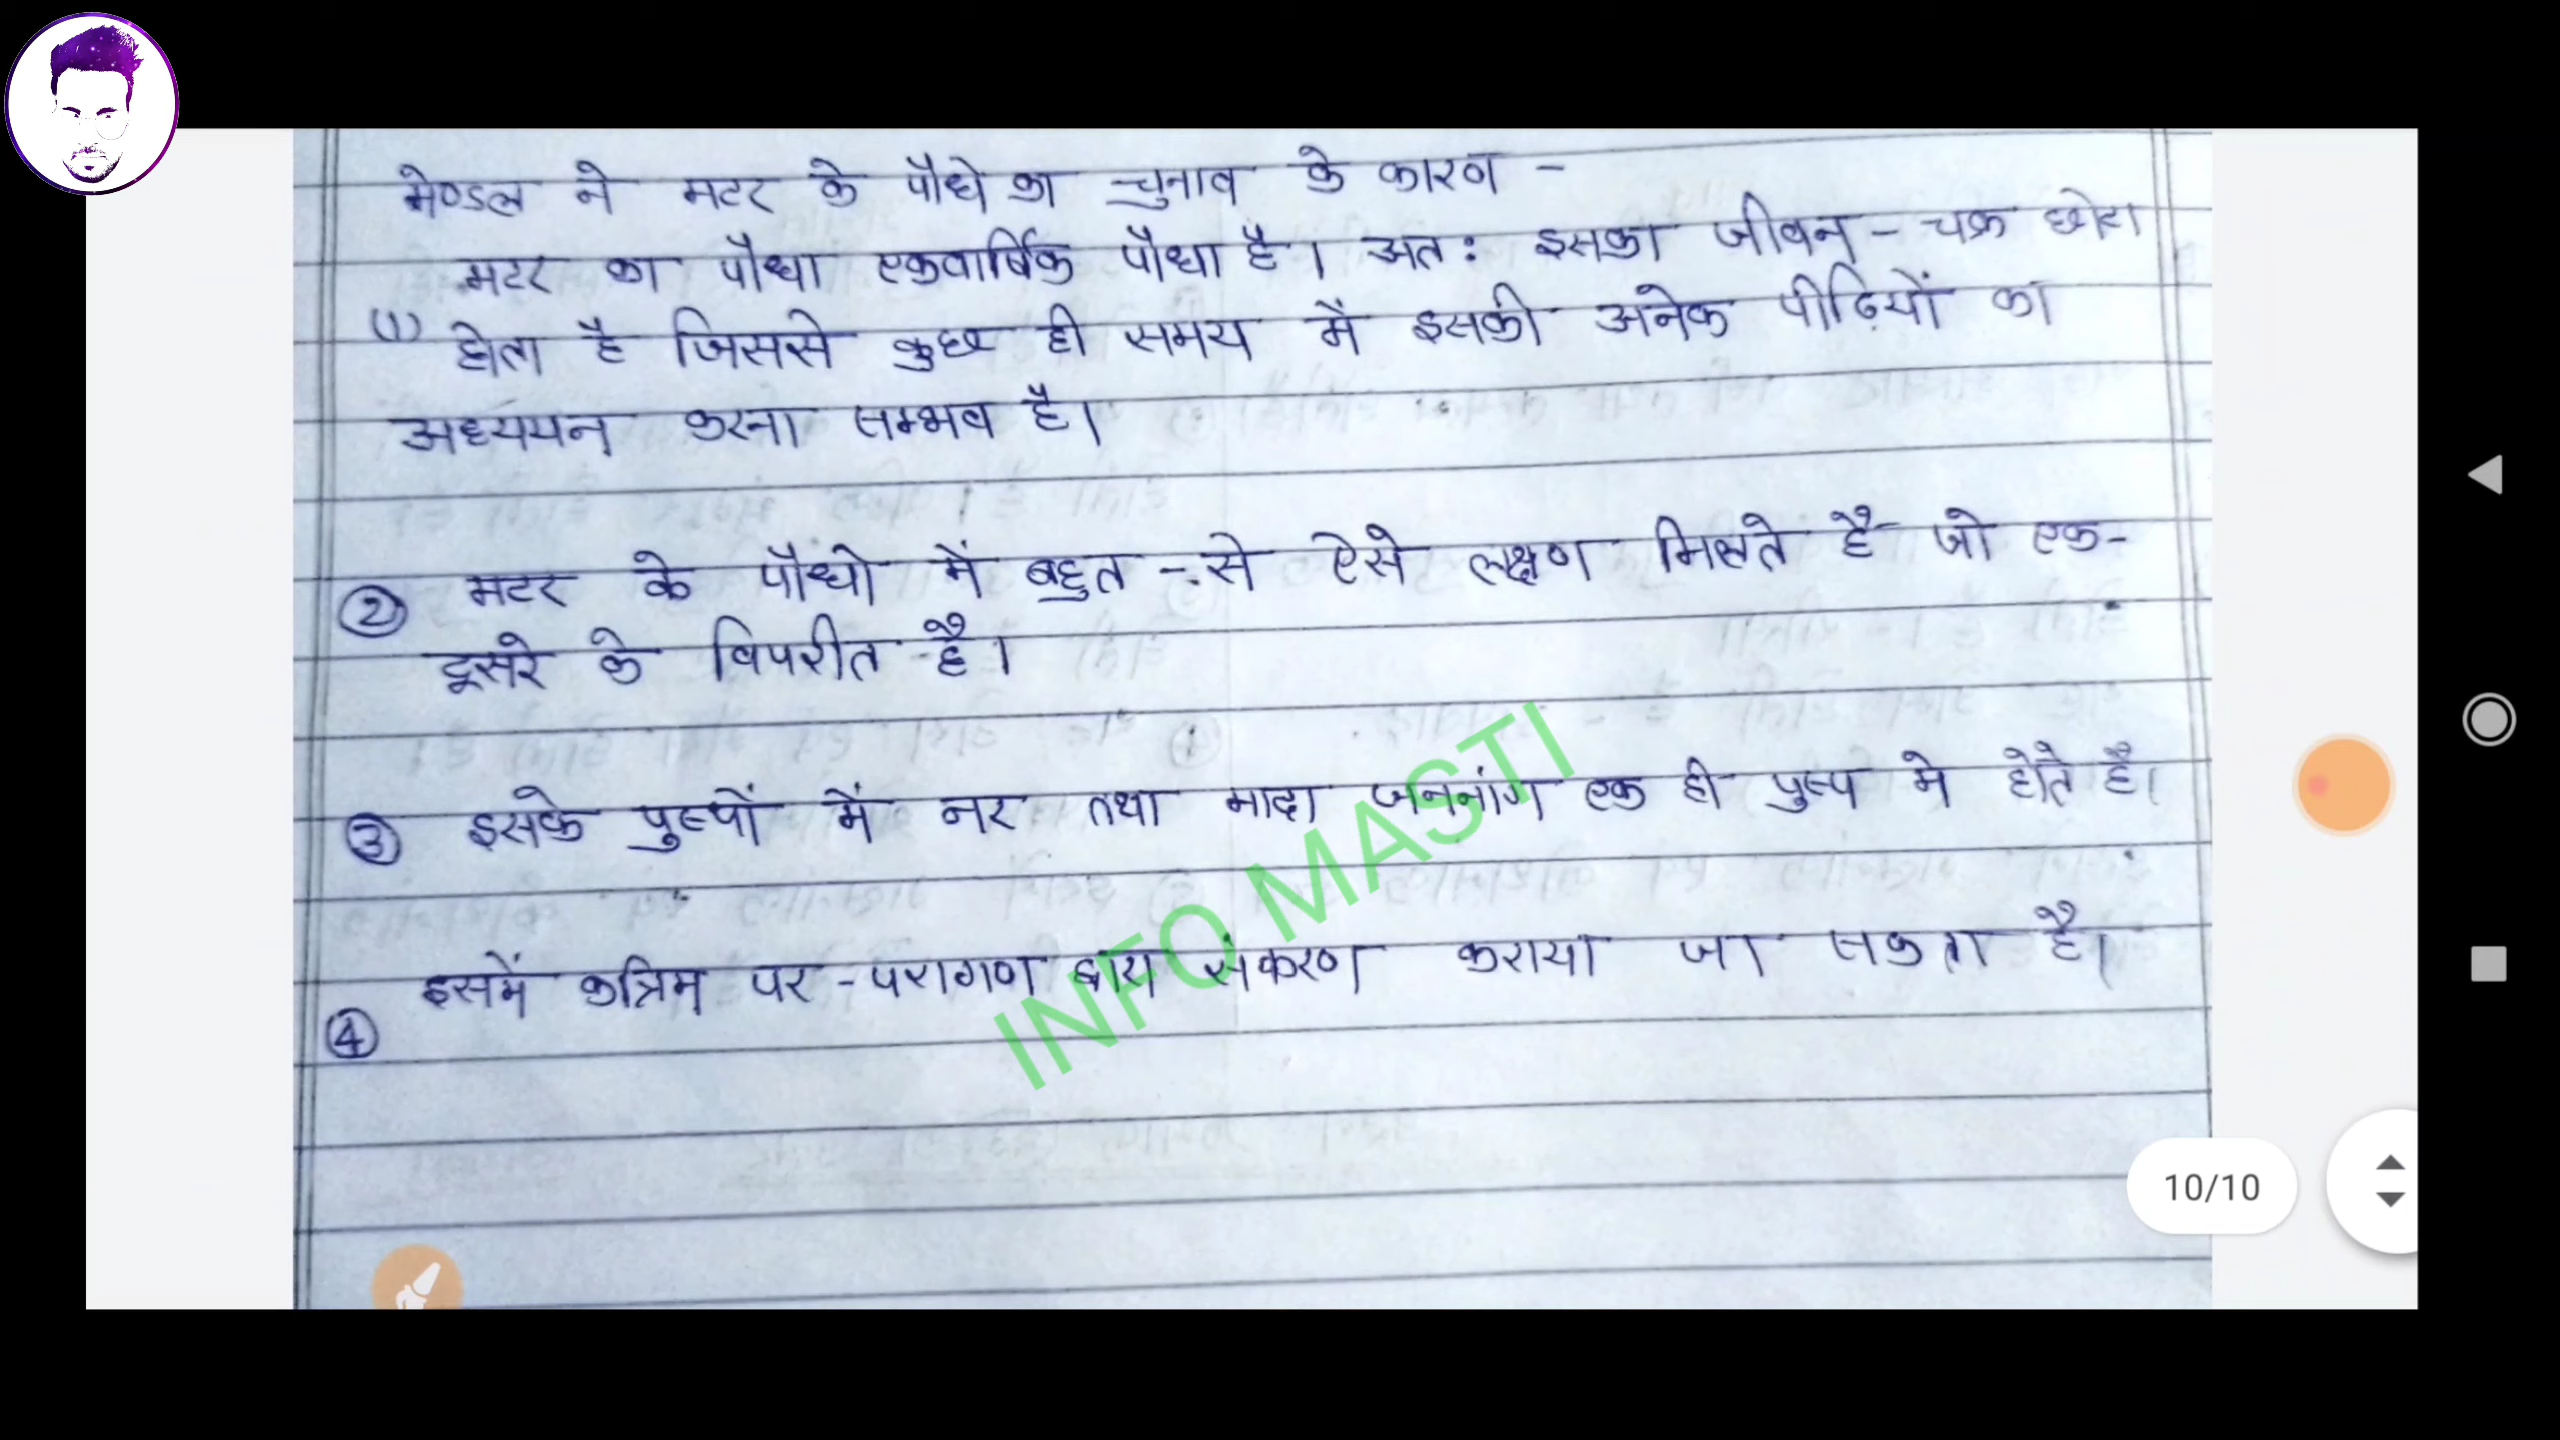 मेण्डल ने मटर के पौधे का चुनाव के कारण -
मटर का पौधा एकवार्षिक पौधा है। अत: इसका जीवन - चक्र छोटा
(1) होता है जिससे कुछ ही समय मैं इसकी अनेक पीढ़ियों का
अध्ययन करना सम्भव है।
② मटर के पौधो में बहुत - से ऐसे लक्षण मिलते है जो एक-
दूसरे के विपरीत है।
③ इसके पुष्पों में नर तथा मादा जननांग एक ही पुष्प मे होते है।
इसमें कत्रिम पर - परागण द्वारा संकरण कराया जा सकता है।
④
INFO MASTI
10/10